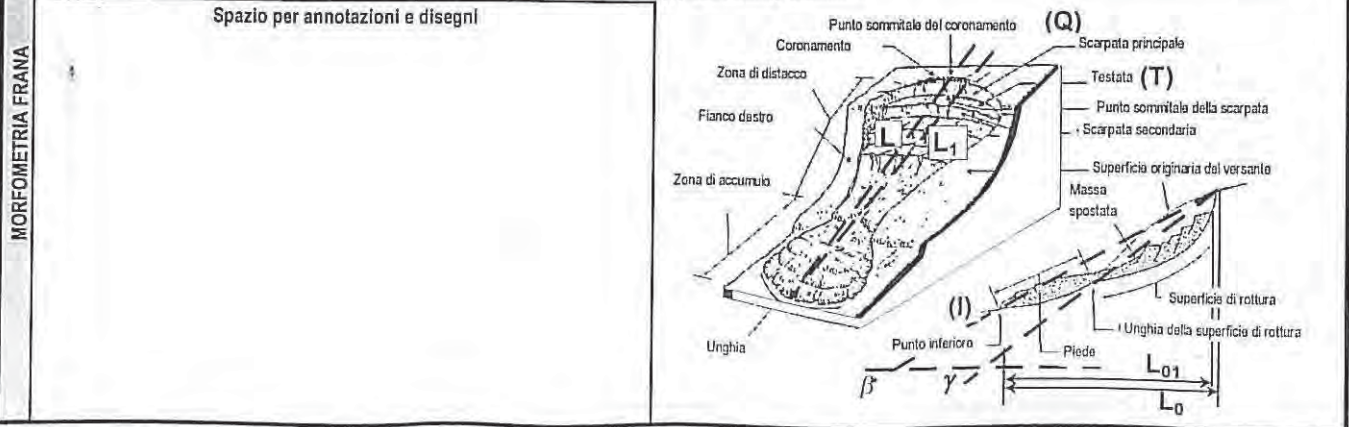 MORFOMETRIA FRANA
Spazio per annotazioni e disegni
Punto sommitale del coronamento (Q)
Coronamento
Scarpata principale
Zona di distacco
Testata (T)
Punto sommitale della scarpata
Fianco destro
Scarpata secondaria
L
L1
Superficie originaria del versante
Zona di accumulo
Massa
spostata
(I)
Superficie di rottura
Unghia della superficie di rottura
Unghia
Punto inferiore
Piede
β
γ
L01
L0